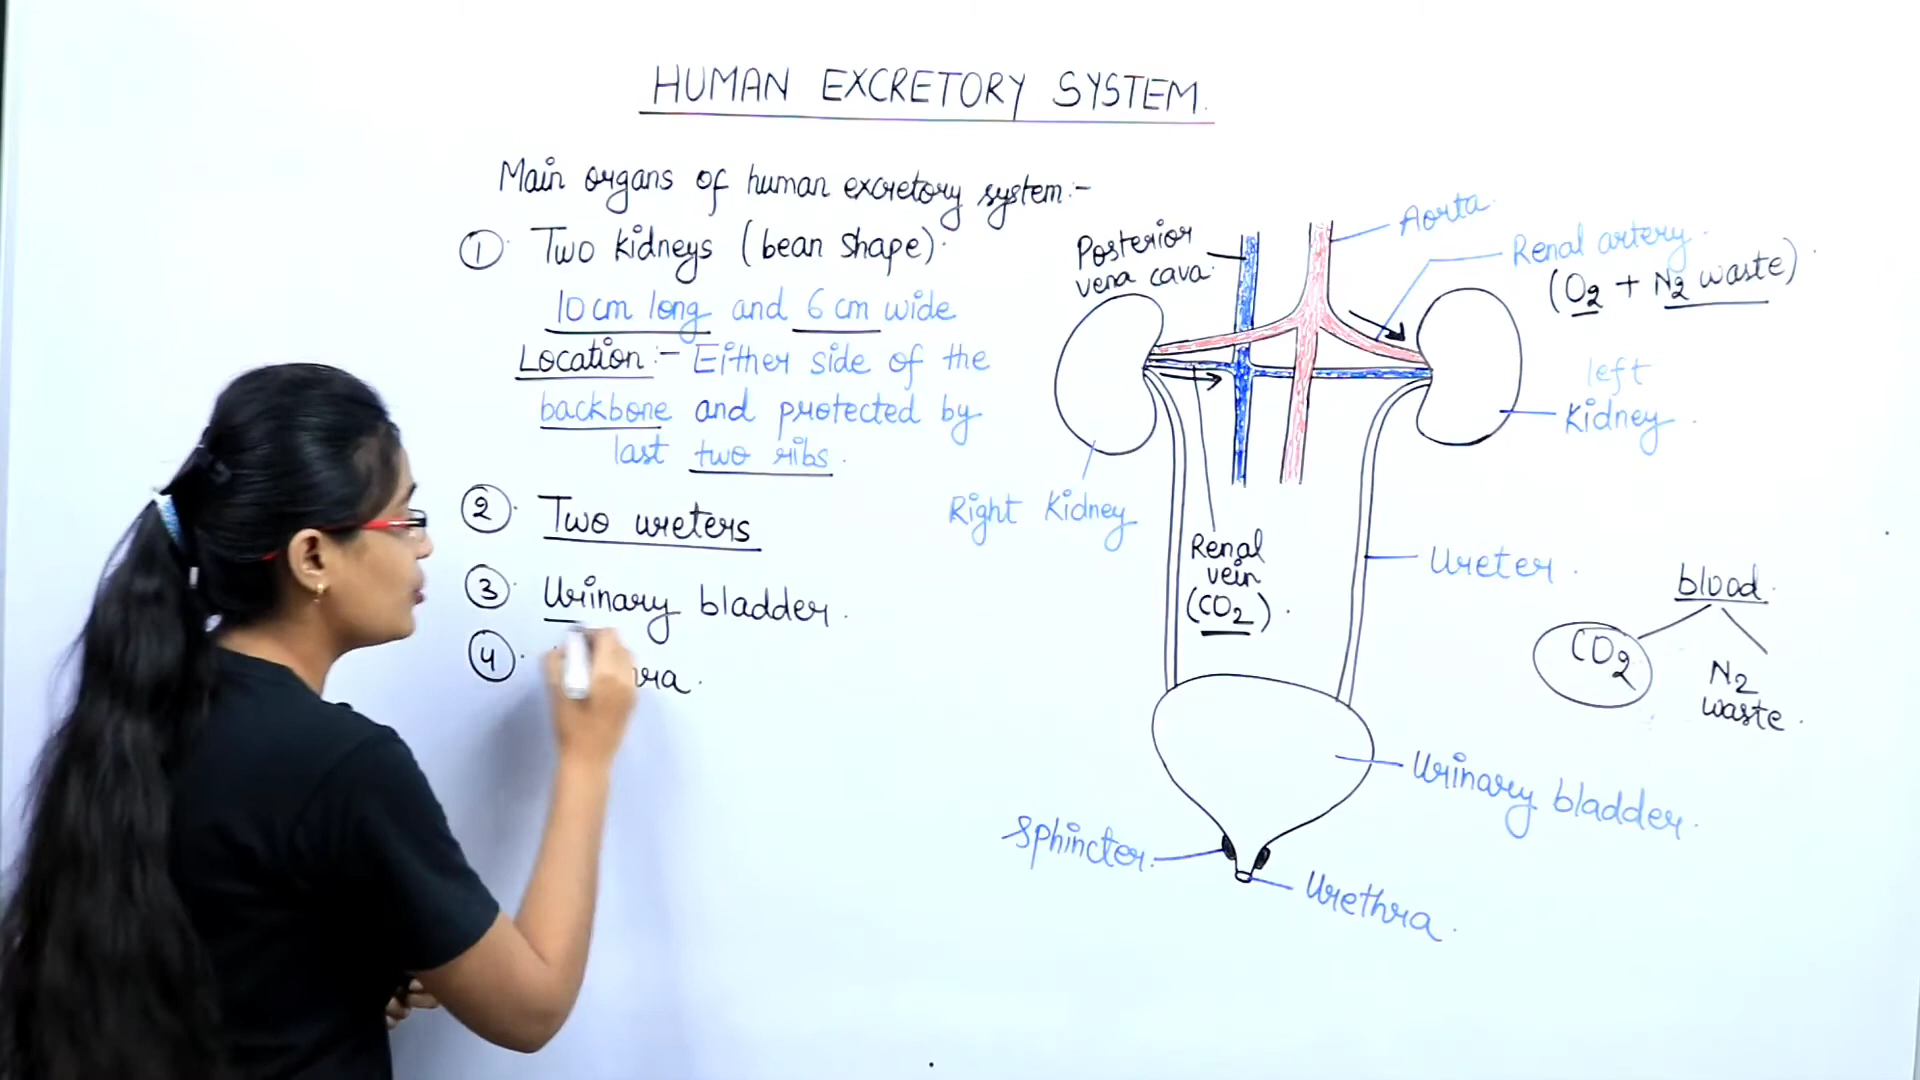 HUMAN EXCRETORY SYSTEM.
Main organs of human excretory system:-
① Two kidneys (bean shape).
10 cm long and 6 cm wide
Location:- Either side of the
backbone and protected by
last two ribs.
② Two ureters
③ Urinary bladder.
④
Posterior
vena cava.
Aorta.
Renal artery.
(O2 + N2 waste)
left
Kidney.
Right Kidney
Renal
vein
(CO2).
Ureter.
blood.
CO2
N2
waste.
Urinary bladder.
Sphincter.
Urethra.